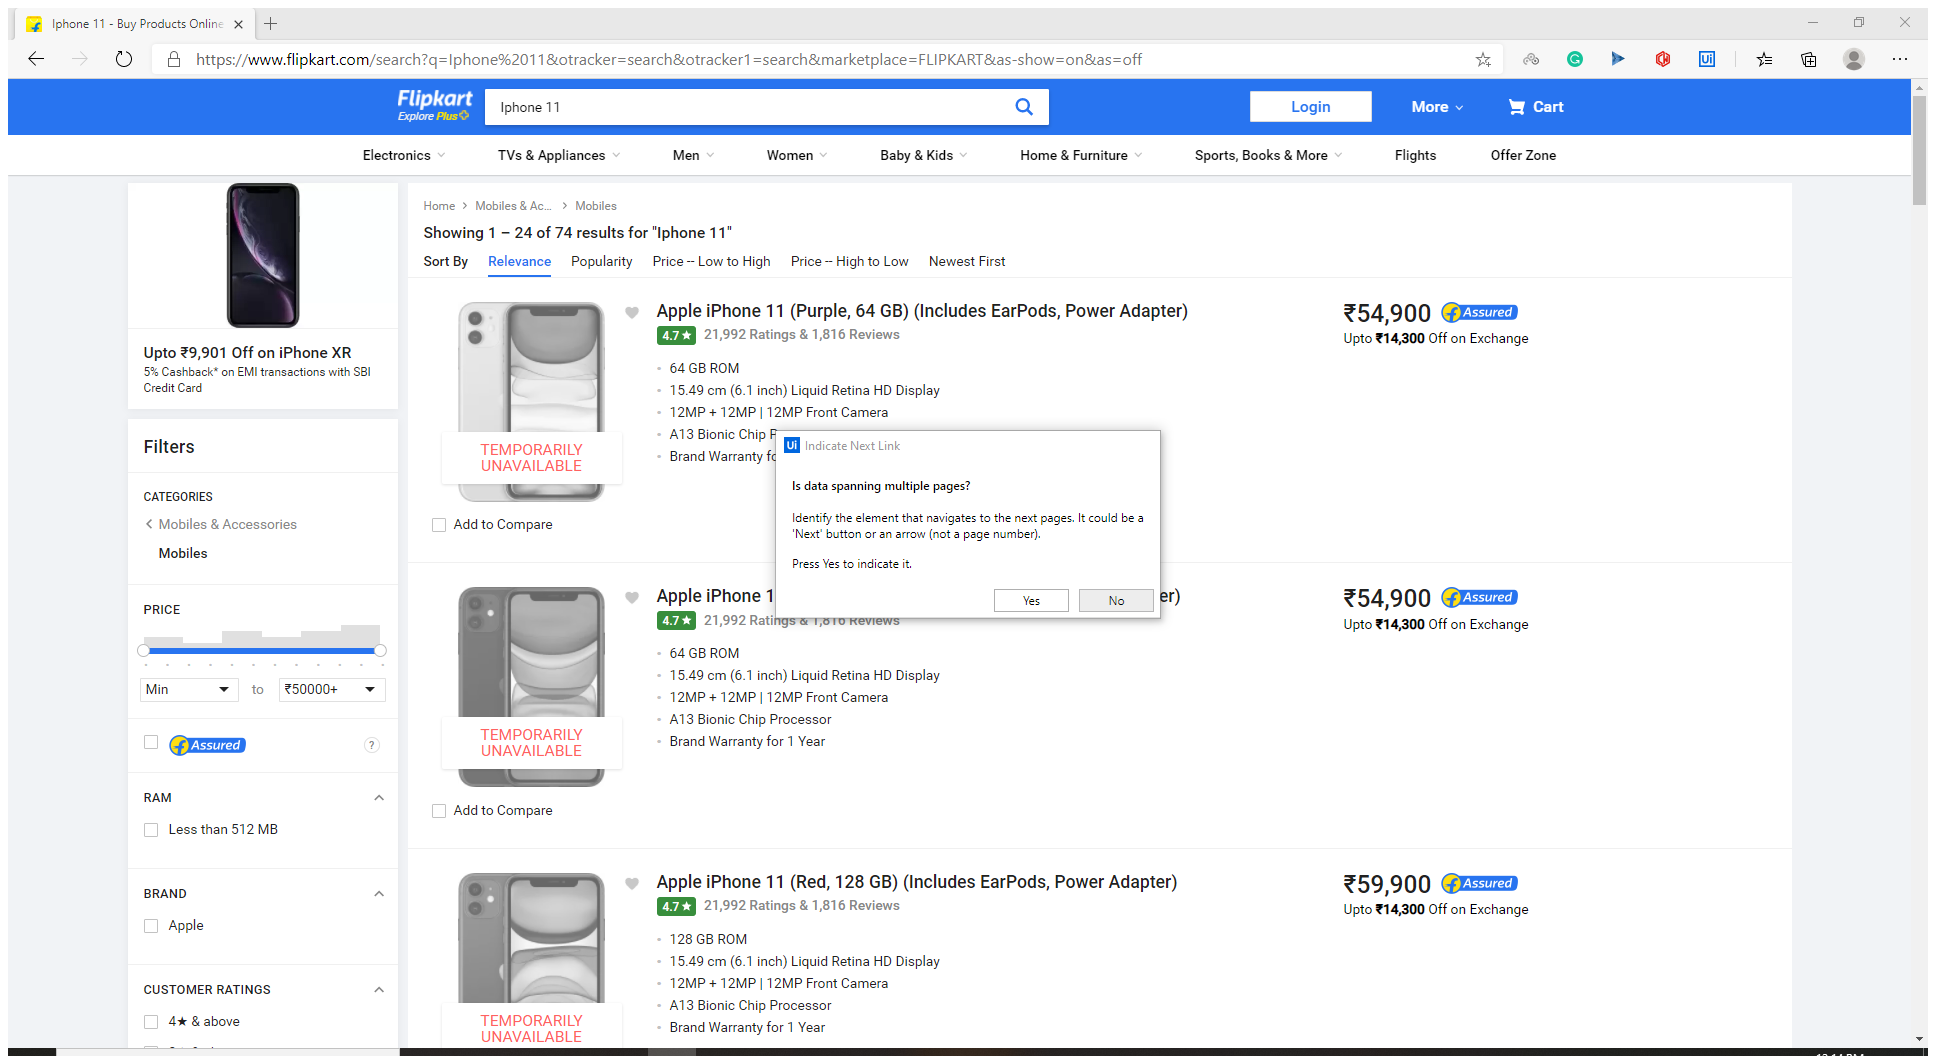 Iphone 11 - Buy Products Online
https://www.flipkart.com/search?q=Iphone%2011&otracker=search&otracker1=search&marketplace=FLIPKART&as-show=on&as=off
Flipkart
Explore Plus
Iphone 11
Login
More
Cart
Electronics
TVs & Appliances
Men
Women
Baby & Kids
Home & Furniture
Sports, Books & More
Flights
Offer Zone
Upto ₹9,901 Off on iPhone XR
5% Cashback* on EMI transactions with SBI
Credit Card
Filters
CATEGORIES
Mobiles & Accessories
Mobiles
PRICE
Min to ₹50000+
Assured ?
RAM
Less than 512 MB
BRAND
Apple
CUSTOMER RATINGS
4★ & above
Home > Mobiles & Ac... > Mobiles
Showing 1 – 24 of 74 results for "Iphone 11"
Sort By Relevance Popularity Price -- Low to High Price -- High to Low Newest First
Apple iPhone 11 (Purple, 64 GB) (Includes EarPods, Power Adapter)
4.7★ 21,992 Ratings & 1,816 Reviews
64 GB ROM
15.49 cm (6.1 inch) Liquid Retina HD Display
12MP + 12MP | 12MP Front Camera
A13 Bionic Chip
Brand Warranty
TEMPORARILY
UNAVAILABLE
Add to Compare
₹54,900 Assured
Upto ₹14,300 Off on Exchange
Ui Indicate Next Link
Is data spanning multiple pages?
Identify the element that navigates to the next pages. It could be a
'Next' button or an arrow (not a page number).
Press Yes to indicate it.
Yes
No
Apple iPhone 1
4.7★ 21,992 Ratings & 1,816 Reviews
64 GB ROM
15.49 cm (6.1 inch) Liquid Retina HD Display
12MP + 12MP | 12MP Front Camera
A13 Bionic Chip Processor
Brand Warranty for 1 Year
TEMPORARILY
UNAVAILABLE
Add to Compare
₹54,900 Assured
Upto ₹14,300 Off on Exchange
Apple iPhone 11 (Red, 128 GB) (Includes EarPods, Power Adapter)
4.7★ 21,992 Ratings & 1,816 Reviews
128 GB ROM
15.49 cm (6.1 inch) Liquid Retina HD Display
12MP + 12MP | 12MP Front Camera
A13 Bionic Chip Processor
Brand Warranty for 1 Year
TEMPORARILY
UNAVAILABLE
₹59,900 Assured
Upto ₹14,300 Off on Exchange